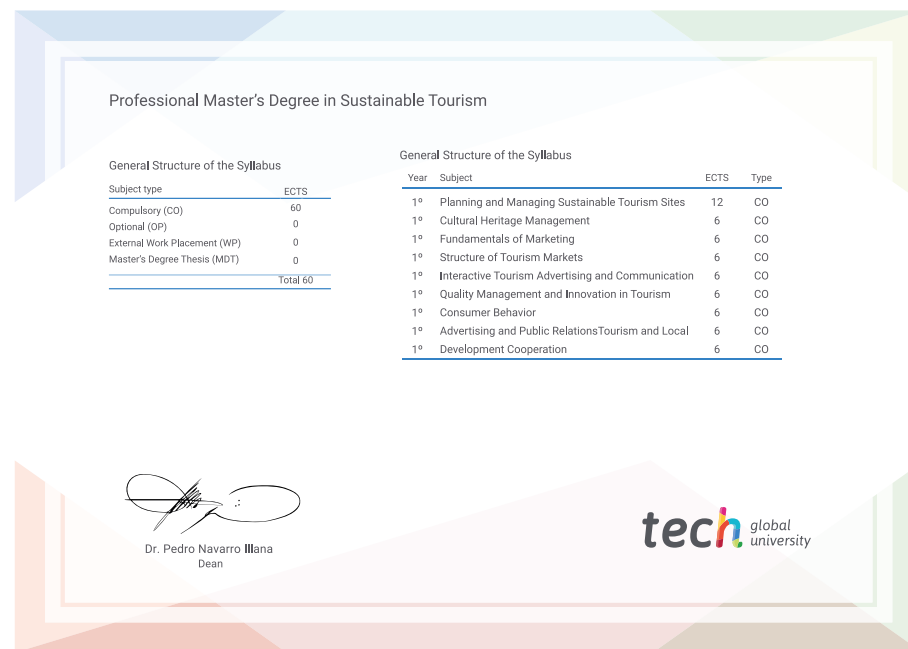 Professional Master's Degree in Sustainable Tourism
General Structure of the Syllabus
Subject type ECTS
Compulsory (CO) 60
Optional (OP) 0
External Work Placement (WP) 0
Master's Degree Thesis (MDT) 0
Total 60
General Structure of the Syllabus
Year Subject ECTS Type
1º Planning and Managing Sustainable Tourism Sites 12 CO
1º Cultural Heritage Management 6 CO
1º Fundamentals of Marketing 6 CO
1º Structure of Tourism Markets 6 CO
1º Interactive Tourism Advertising and Communication 6 CO
1º Quality Management and Innovation in Tourism 6 CO
1º Consumer Behavior 6 CO
1º Advertising and Public RelationsTourism and Local 6 CO
1º Development Cooperation 6 CO
Dr. Pedro Navarro Illana
Dean
tech global
university